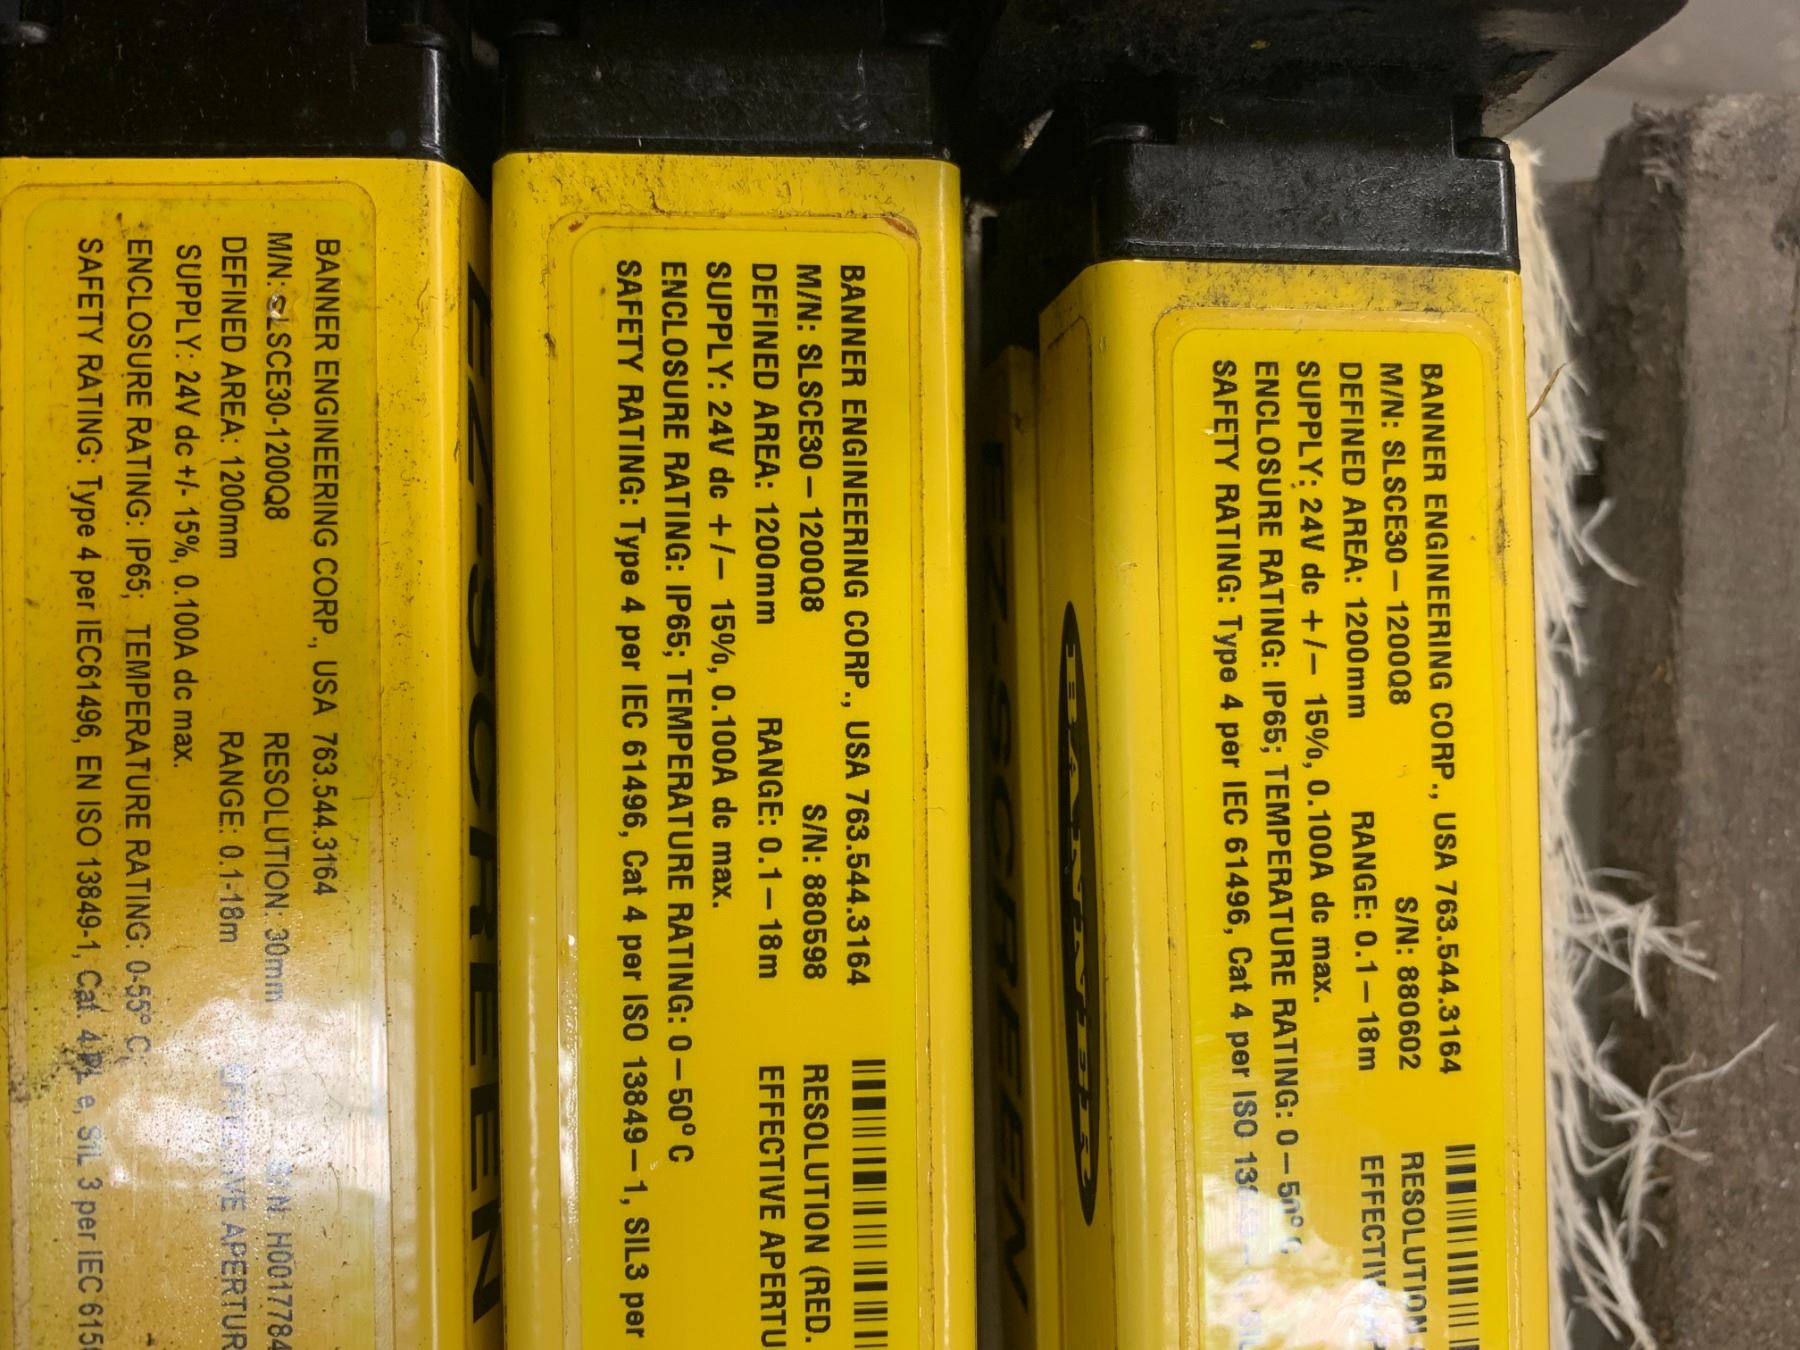 BANNER ENGINEERING CORP., USA 763.544.3164
M/N: SLSCE30-1200Q8 RESOLUTION: 30mm S/N: H0017784
DEFINED AREA: 1200mm RANGE: 0.1-18m EFFECTIVE APERTUR
SUPPLY: 24V dc +/- 15%, 0.100A dc max.
ENCLOSURE RATING: IP65; TEMPERATURE RATING: 0-55° C
SAFETY RATING: Type 4 per IEC61496, EN ISO 13849-1, Cat. 4 PL e, SIL 3 per IEC 615
EZ-SCREEN
BANNER ENGINEERING CORP., USA 763.544.3164
M/N: SLSCE30–1200Q8 S/N: 880598 RESOLUTION (RED.
DEFINED AREA: 1200mm RANGE: 0.1–18m EFFECTIVE APERTU
SUPPLY: 24V dc +/– 15%, 0.100A dc max.
ENCLOSURE RATING: IP65; TEMPERATURE RATING: 0–50° C
SAFETY RATING: Type 4 per IEC 61496, Cat 4 per ISO 13849–1, SIL3 per
EZ-SCREEN
BANNER
BANNER ENGINEERING CORP., USA 763.544.3164
M/N: SLSCE30–1200Q8 S/N: 880602 RESOLUTION
DEFINED AREA: 1200mm RANGE: 0.1–18m EFFECTIV
SUPPLY: 24V dc +/– 15%, 0.100A dc max.
ENCLOSURE RATING: IP65; TEMPERATURE RATING: 0–50° C
SAFETY RATING: Type 4 per IEC 61496, Cat 4 per ISO